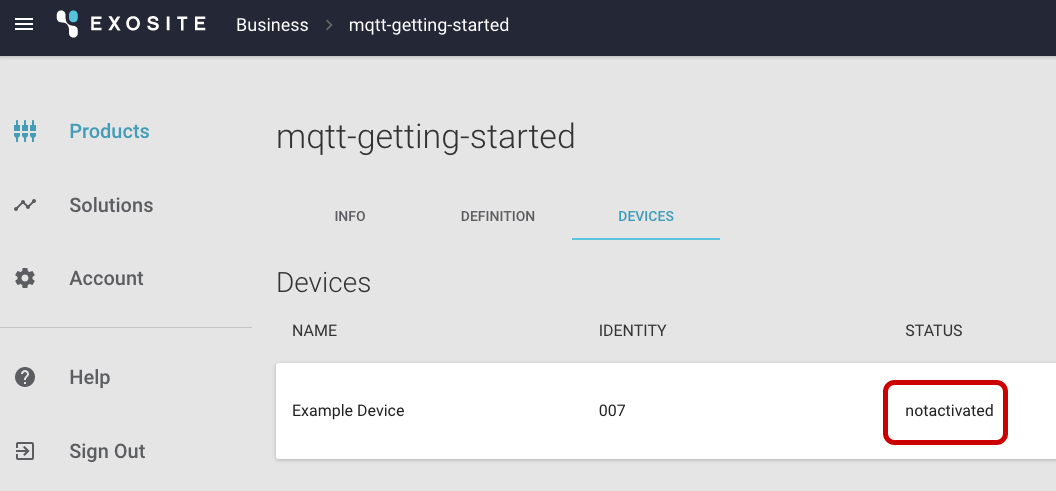 EXOSITE Business > mqtt-getting-started
Products
Solutions
Account
Help
Sign Out
mqtt-getting-started
INFO DEFINITION DEVICES
Devices
NAME IDENTITY STATUS
Example Device 007 notactivated